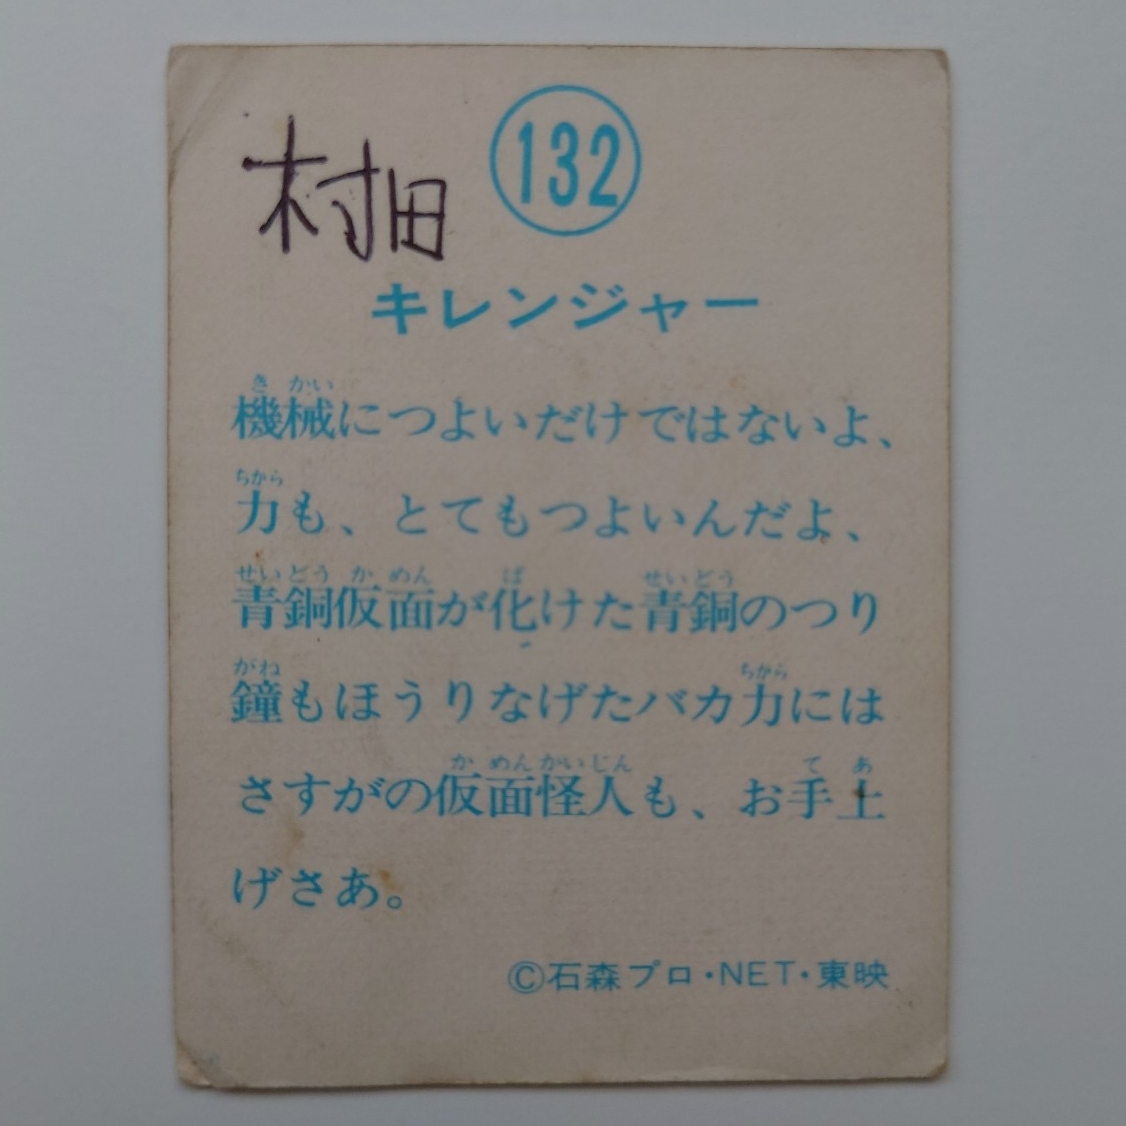 村田
132
キレンジャー
機械につよいだけではないよ、
力も、とてもつよいんだよ、
青銅仮面が化けた青銅のつり
鐘もほうりなげたバカ力には
さすがの仮面怪人も、お手上
げさあ。
©石森プロ・NET・東映